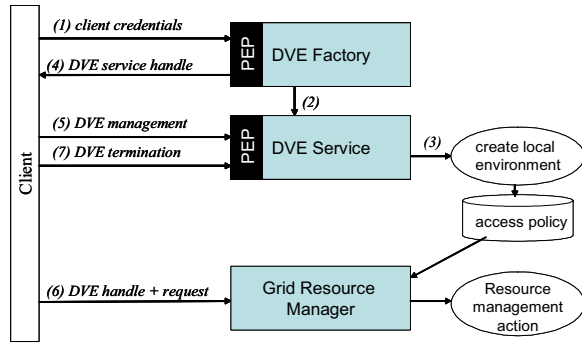 (1) client credentials
PEP
DVE Factory
(4) DVE service handle
(2)
(5) DVE management
PEP
DVE Service
(3)
create local
environment
(7) DVE termination
Client
access policy
(6) DVE handle + request
Grid Resource
Manager
Resource
management
action